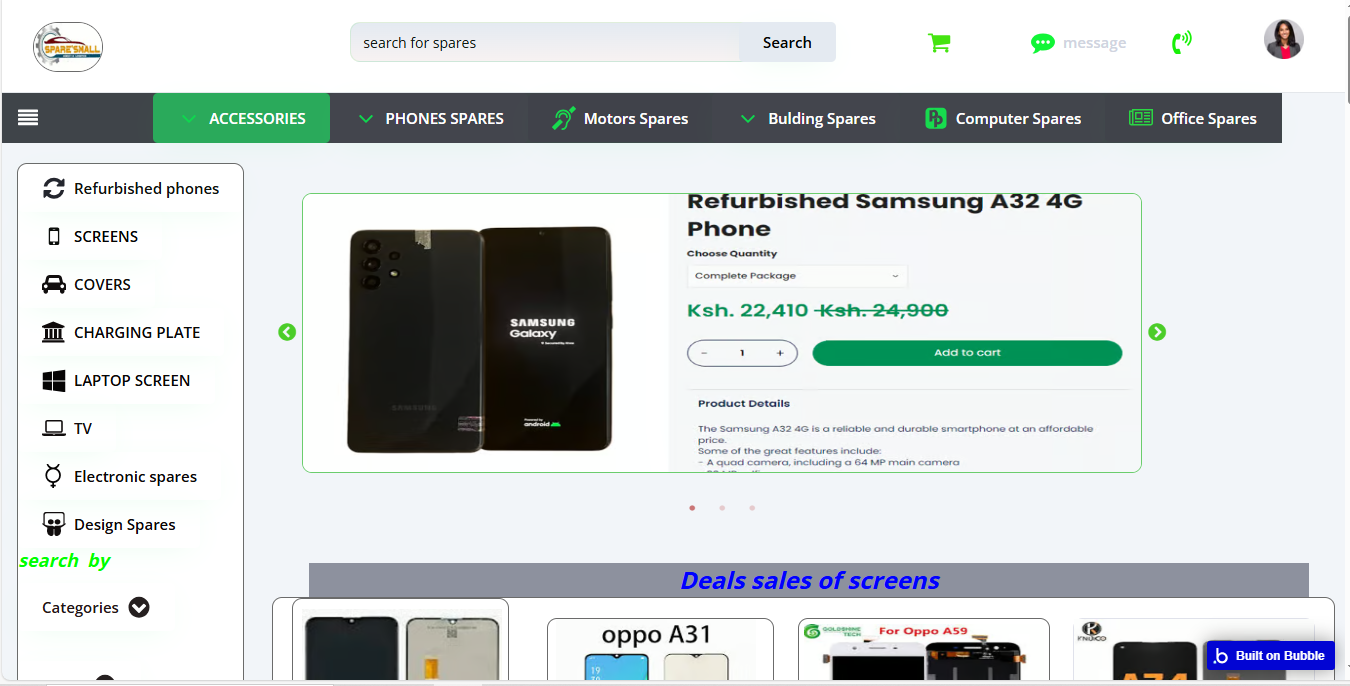 SPARE'SMALL
search for spares
Search
message
ACCESSORIES
PHONES SPARES
Motors Spares
Bulding Spares
Computer Spares
Office Spares
Refurbished phones
SCREENS
COVERS
CHARGING PLATE
LAPTOP SCREEN
TV
Electronic spares
Design Spares
search by
Categories
SAMSUNG
Galaxy
SAMSUNG
Powered by
android
Refurbished Samsung A32 4G
Phone
Choose Quantity
Complete Package
Ksh. 22,410 Ksh. 24,900
- 1 +
Add to cart
Product Details
The Samsung A32 4G is a reliable and durable smartphone at an affordable
price.
Some of the great features include:
- A quad camera, including a 64 MP main camera
Deals sales of screens
oppo A31
GOLDSHINE
TECH
For Oppo A59
Built on Bubble